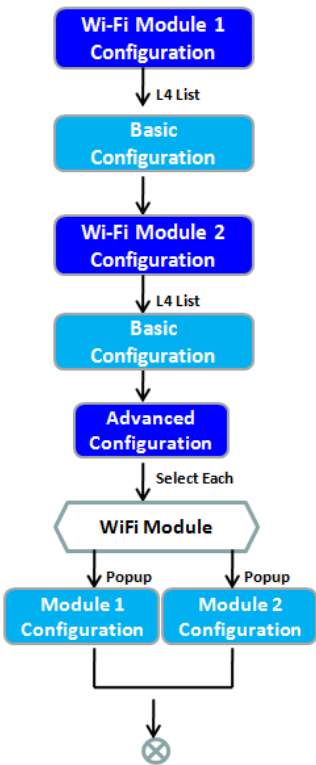 Wi-Fi Module 1
Configuration
L4 List
Basic
Configuration
Wi-Fi Module 2
Configuration
L4 List
Basic
Configuration
Advanced
Configuration
Select Each
WiFi Module
Popup
Popup
Module 1
Configuration
Module 2
Configuration